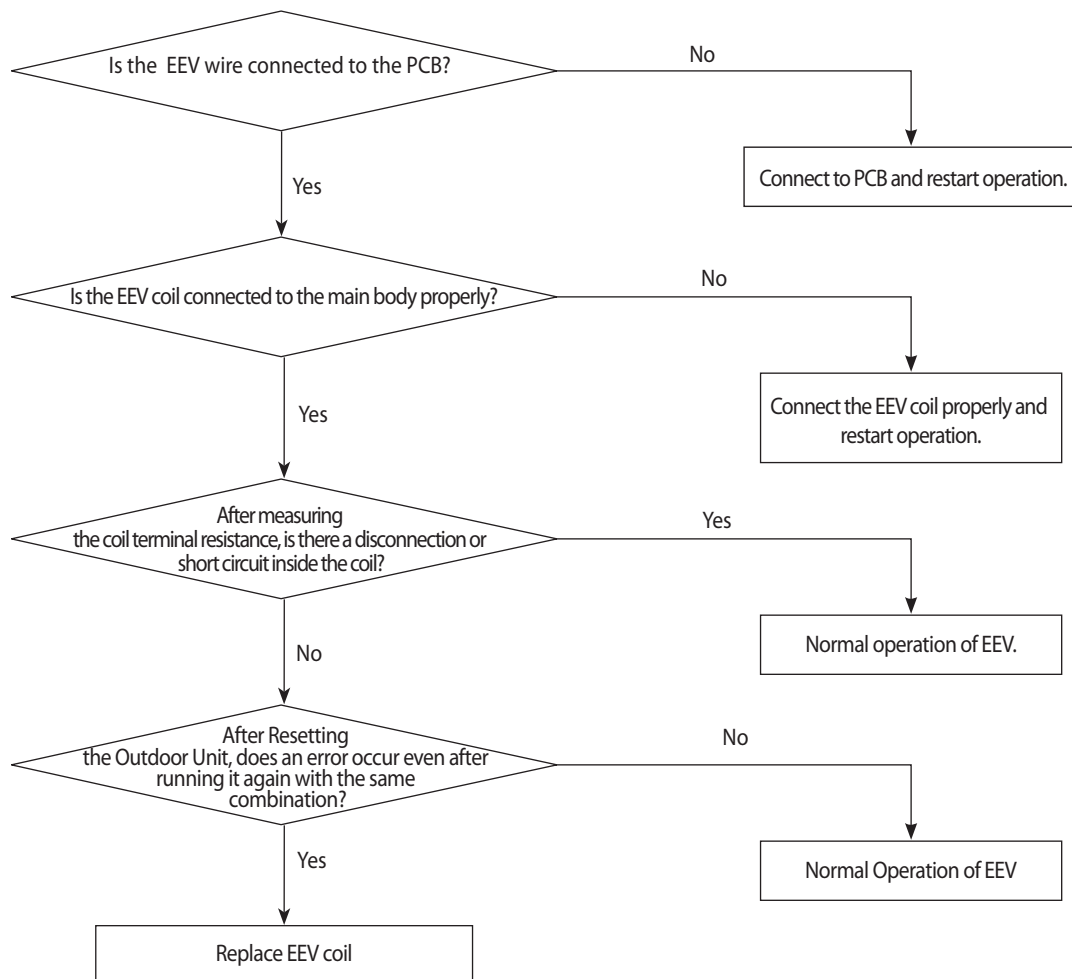 Is the EEV wire connected to the PCB?
No
Yes
Connect to PCB and restart operation.
Is the EEV coil connected to the main body properly?
No
Yes
Connect the EEV coil properly and
restart operation.
After measuring
the coil terminal resistance, is there a disconnection or
short circuit inside the coil?
Yes
No
Normal operation of EEV.
After Resetting
the Outdoor Unit, does an error occur even after
running it again with the same
combination?
No
Yes
Normal Operation of EEV
Replace EEV coil